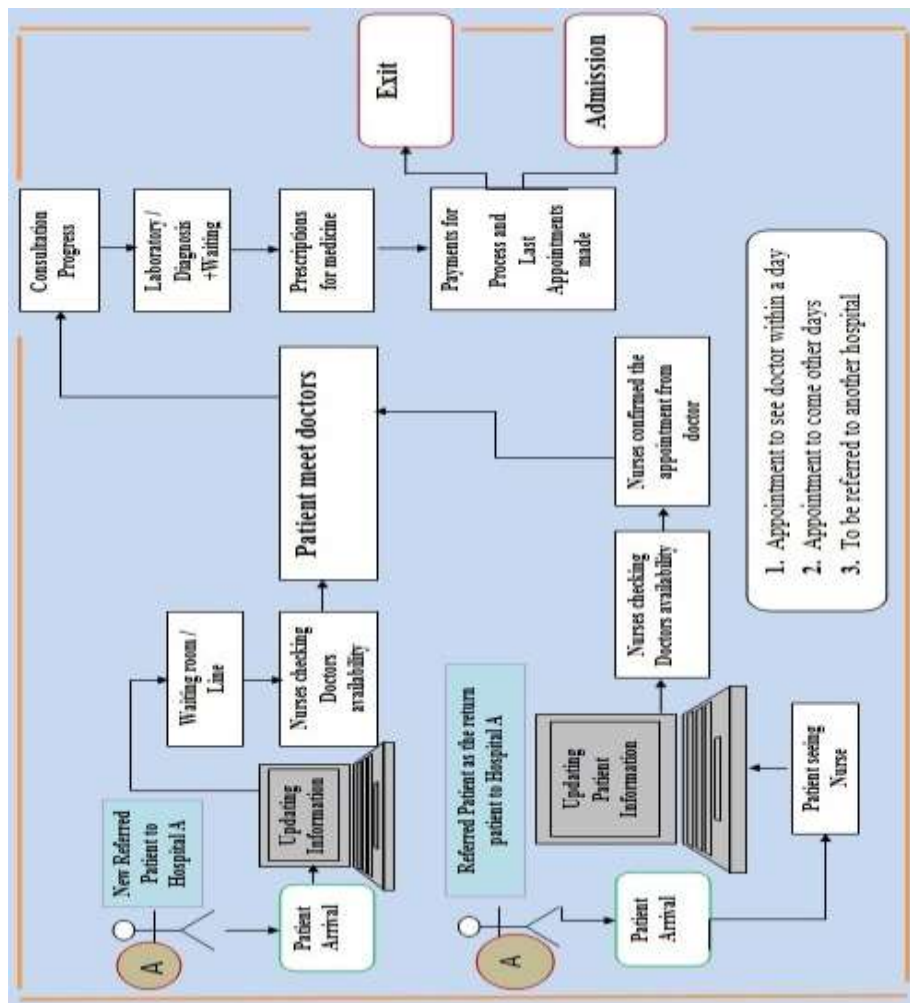 A
New Referred
Patient to
Hospital A
Patient
Arrival
Updating
Information
Waiting room /
Line
Nurses checking
Doctors
availability
Patient meet doctors
Consultation
Progress
Laboratory /
Diagnosis
+Waiting
Prescriptions
for medicine
Payments for
Process and
Last
Appointments
made
Exit
Admission
A
Referred Patient as the return
patient to Hospital A
Patient
Arrival
Patient seeing
Nurse
Updating
Patient
Information
Nurses checking
Doctors availability
Nurses confirmed the
appointment from
doctor
1. Appointment to see doctor within a day
2. Appointment to come other days
3. To be referred to another hospital